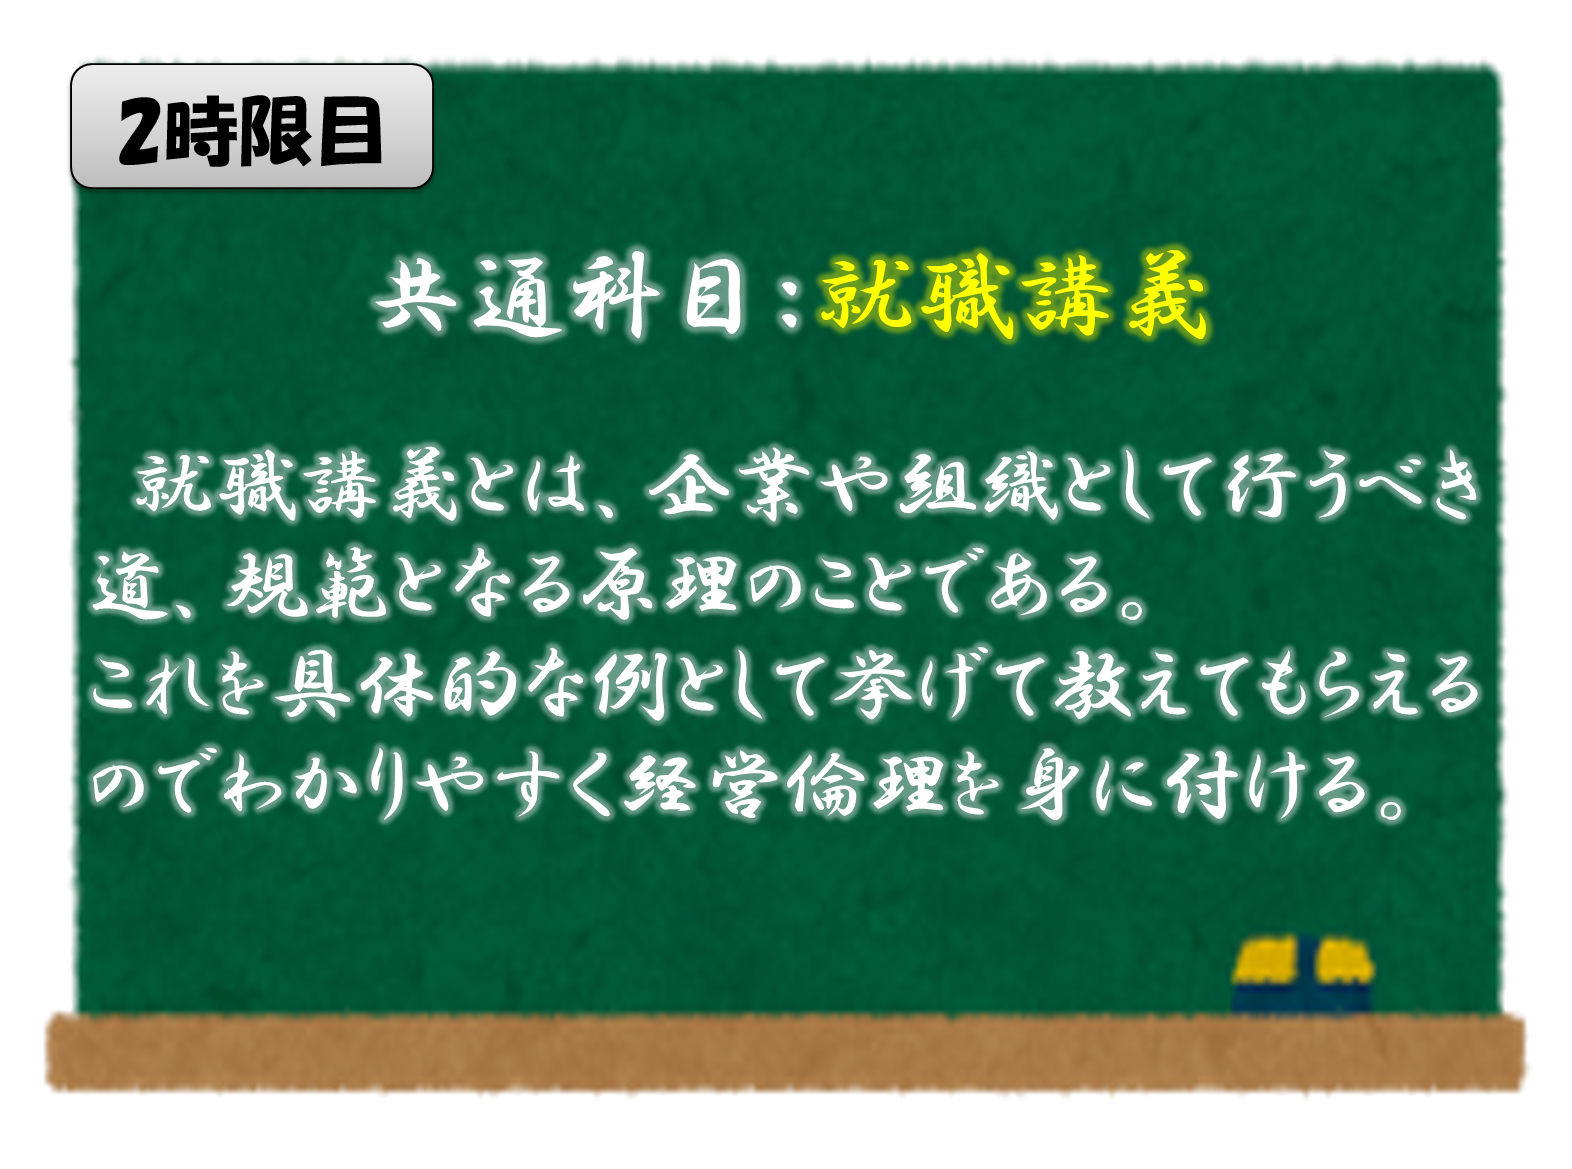 2時限目
共通科目:就職講義
就職講義とは、企業や組織として行うべき
道、規範となる原理のことである。
これを具体的な例として挙げて教えてもらえる
のでわかりやすく経営倫理を身に付ける。